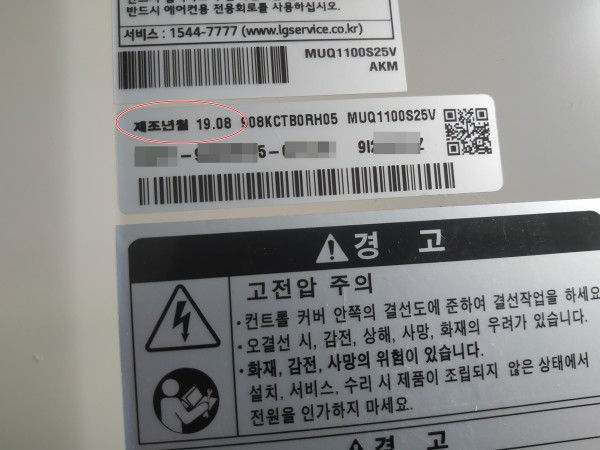 반드시 에어컨용 전용회로를 사용하십시오.
서비스 : 1544-7777 (www.lgservice.co.kr)
MUQ1100S25V
AKM
제조년월 19.08 908KCTB0RH05 MUQ1100S25V
경 고
고전압 주의
·컨트롤 커버 안쪽의 결선도에 준하여 결선작업을 하세요
·오결선 시, 감전, 상해, 사망, 화재의 우려가 있습니다.
·화재, 감전, 사망의 위험이 있습니다.
설치, 서비스, 수리 시 제품이 조립되지 않은 상태에서
전원을 인가하지 마세요.
경 고